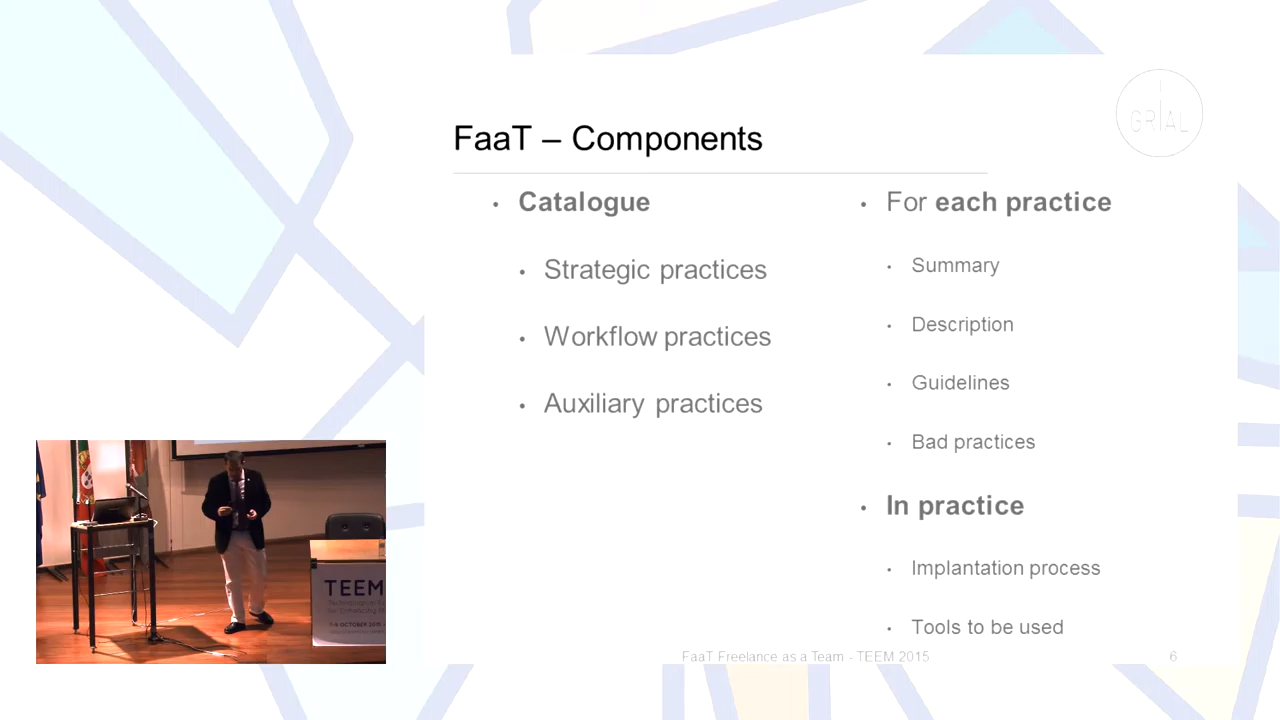 GRIAL
FaaT – Components
• Catalogue
• Strategic practices
• Workflow practices
• Auxiliary practices
• For each practice
• Summary
• Description
• Guidelines
• Bad practices
• In practice
• Implantation process
• Tools to be used
FaaT Freelance as a Team - TEEM 2015
6
TEEM